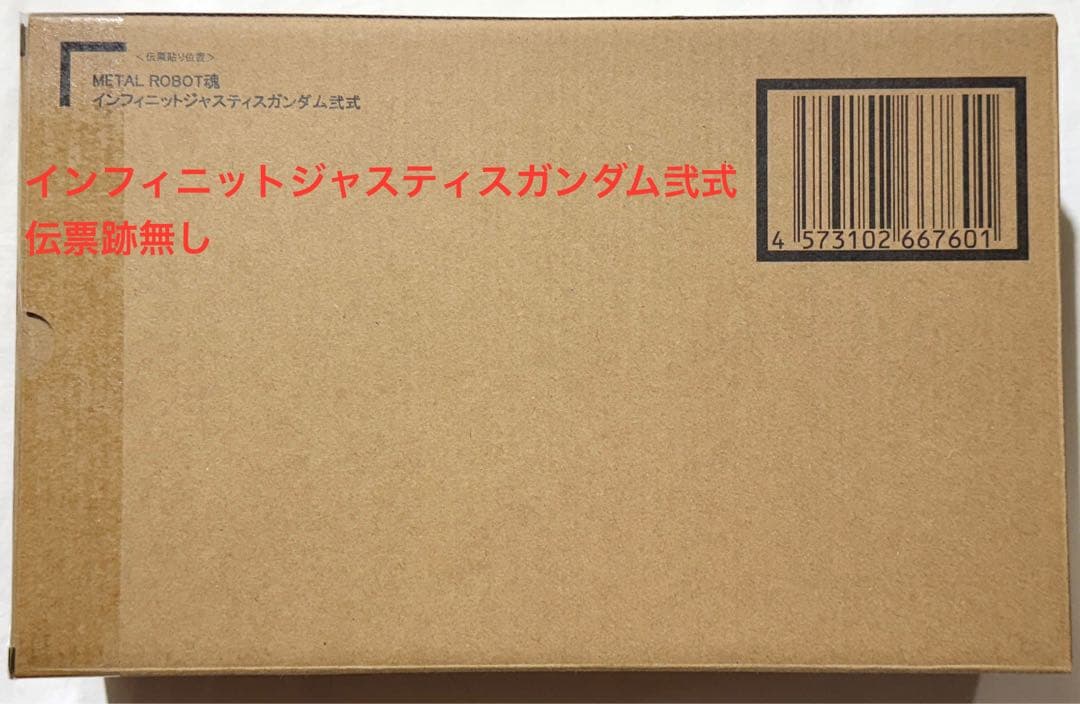 <伝票貼り位置>
METAL ROBOT魂
インフィニットジャスティスガンダム弐式
インフィニットジャスティスガンダム弐式
伝票跡無し
4 573102 667601